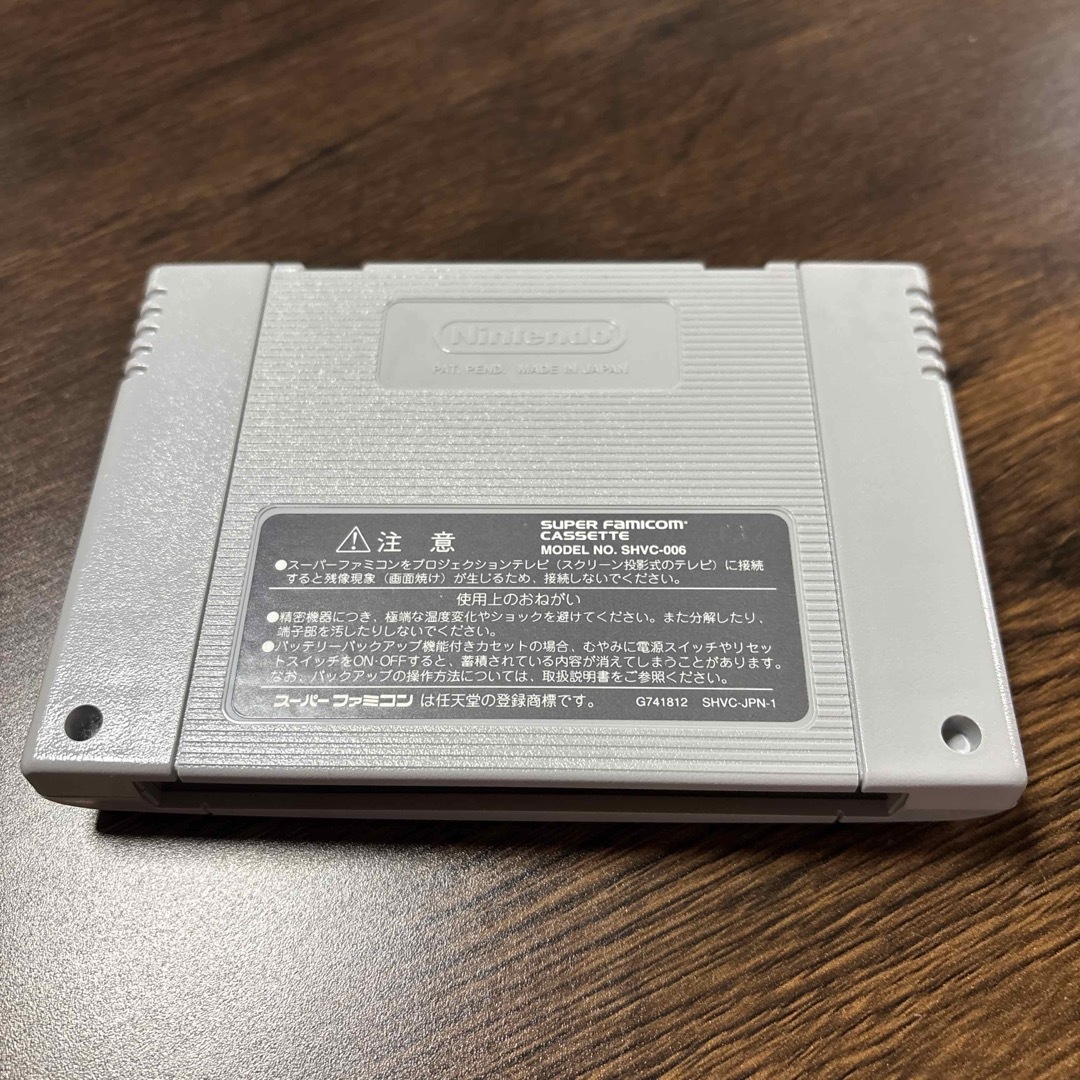 Nintendo
PAT. PEND. MADE IN JAPAN
⚠注 意
SUPER FAMICOM
CASSETTE
MODEL NO. SHVC-006
●スーパーファミコンをプロジェクションテレビ（スクリーン投影式のテレビ）に接続
すると残像現象（画面焼け）が生じるため、接続しないでください。
使用上のおねがい
●精密機器につき、極端な温度変化やショックを避けてください。また分解したり、
端子部を汚したりしないでください。
●バッテリーバックアップ機能付きカセットの場合、むやみに電源スイッチやリセッ
トスイッチをON・OFFすると、蓄積されている内容が消えてしまうことがあります。
なお、バックアップの操作方法については、取扱説明書をご参照ください。
スーパーファミコン は任天堂の登録商標です。 G741812 SHVC-JPN-1